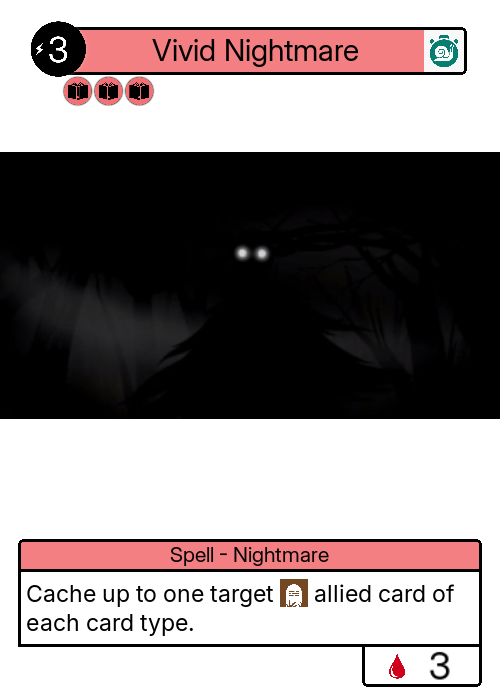 3 Vivid Nightmare
Spell - Nightmare
Cache up to one target allied card of
each card type.
3